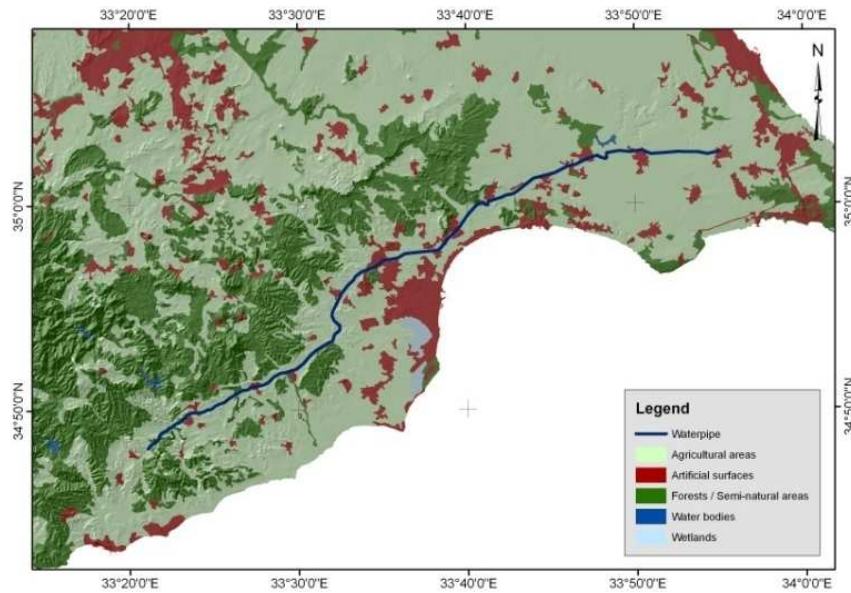 33°20'0"E 33°30'0"E 33°40'0"E 33°50'0"E 34°0'0"E
N
35°0'0"N 35°0'0"N
34°50'0"N 34°50'0"N
Legend
Waterpipe
Agricultural areas
Artificial surfaces
Forests / Semi-natural areas
Water bodies
Wetlands
33°20'0"E 33°30'0"E 33°40'0"E 33°50'0"E 34°0'0"E